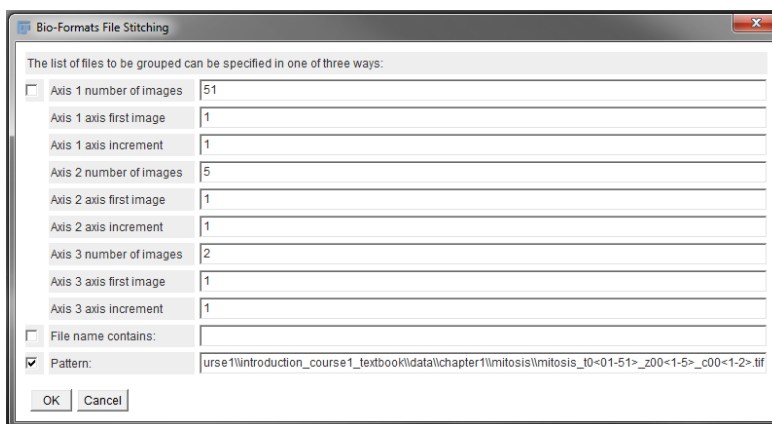 Bio-Formats File Stitching
The list of files to be grouped can be specified in one of three ways:
Axis 1 number of images 51
Axis 1 axis first image 1
Axis 1 axis increment 1
Axis 2 number of images 5
Axis 2 axis first image 1
Axis 2 axis increment 1
Axis 3 number of images 2
Axis 3 axis first image 1
Axis 3 axis increment 1
File name contains:
Pattern: urse1\\introduction_course1_textbook\\data\\chapter1\\mitosis\\mitosis_t0<01-51>_z00<1-5>_c00<1-2>.tif
OK Cancel